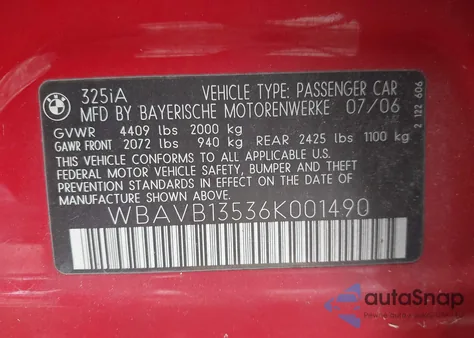 BMW
325iA VEHICLE TYPE: PASSENGER CAR
MFD BY BAYERISCHE MOTORENWERKE 07/06
GVWR 4409 lbs 2000 kg
GAWR FRONT 2072 lbs 940 kg REAR 2425 lbs 1100 kg
THIS VEHICLE CONFORMS TO ALL APPLICABLE U.S.
FEDERAL MOTOR VEHICLE SAFETY, BUMPER AND THEFT
PREVENTION STANDARDS IN EFFECT ON THE DATE OF
MANUFACTURE SHOWN ABOVE.
WBAVB13536K001490
2 122 606
autoSnap